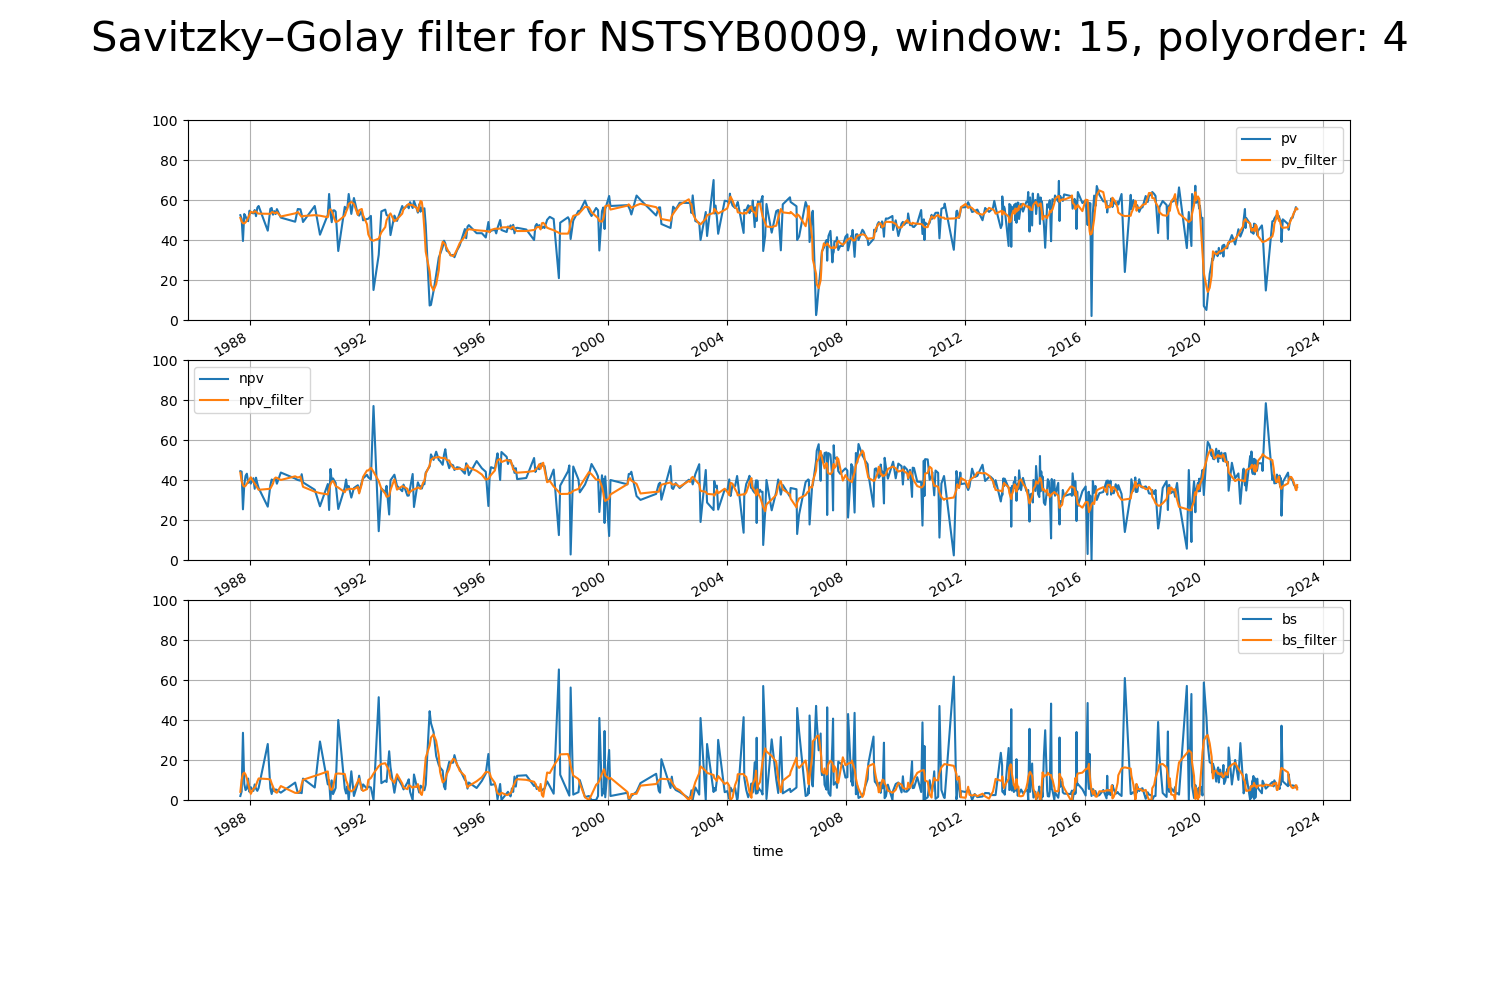 Savitzky–Golay filter for NSTSYB0009, window: 15, polyorder: 4
100
80
60
40
20
0
pv
pv_filter
1988 1992 1996 2000 2004 2008 2012 2016 2020 2024
100
80
60
40
20
0
npv
npv_filter
1988 1992 1996 2000 2004 2008 2012 2016 2020 2024
100
80
60
40
20
0
bs
bs_filter
1988 1992 1996 2000 2004 2008 2012 2016 2020 2024
time